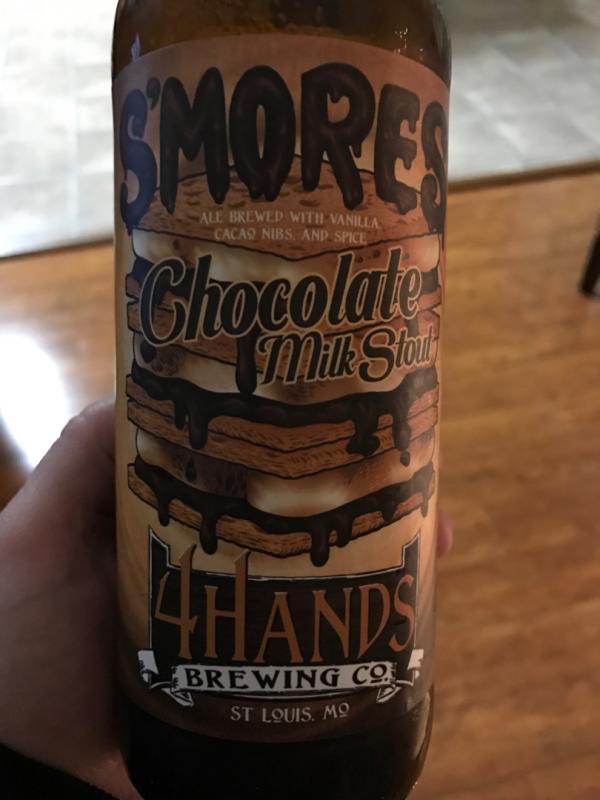 S'MORES
ALE BREWED WITH VANILLA,
CACAO NIBS, AND SPICE
Chocolate
Milk Stout
4HANDS
BREWING CO.
ST LOUIS, MO